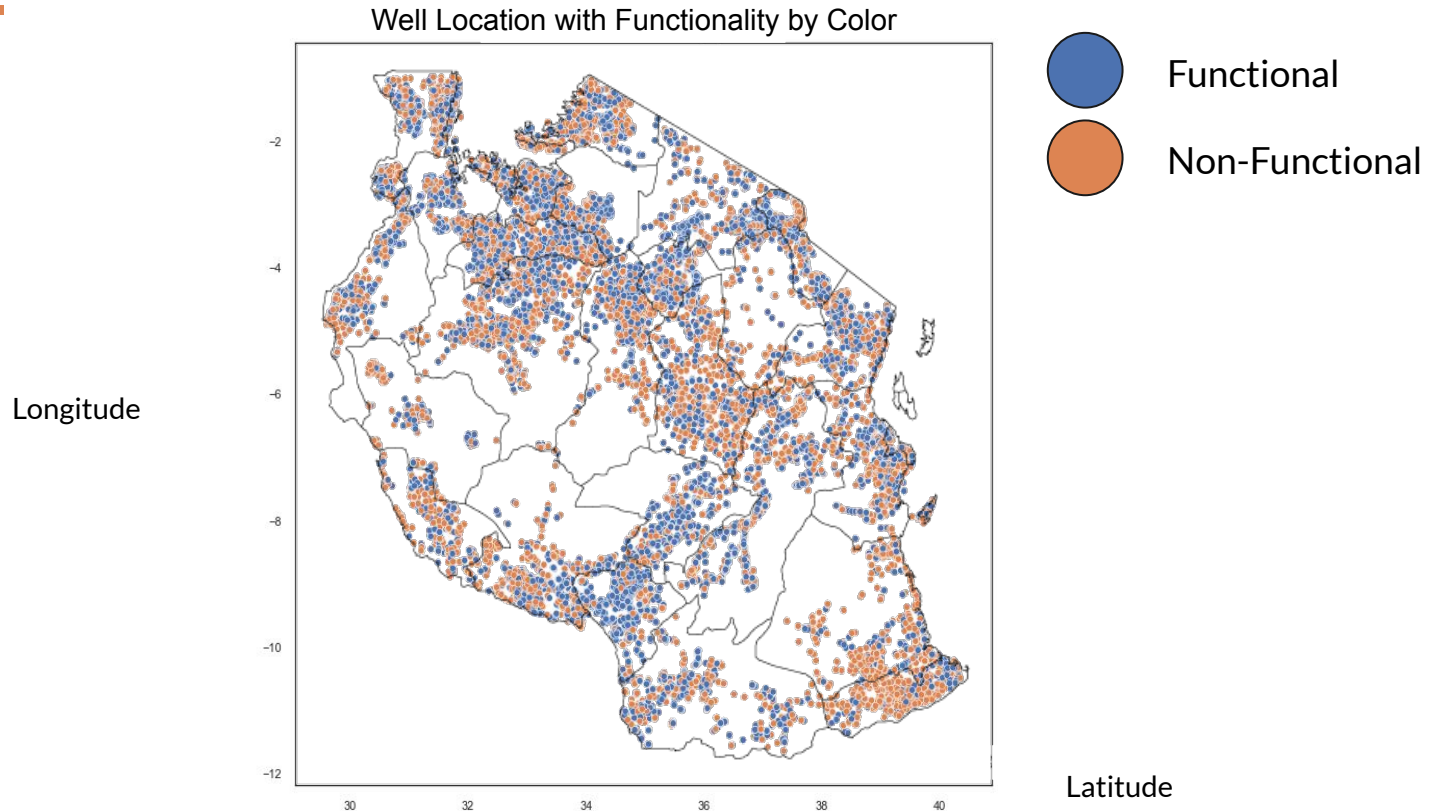 Well Location with Functionality by Color
Functional
Non-Functional
Longitude
−2
−4
−6
−8
−10
−12
30 32 34 36 38 40
Latitude